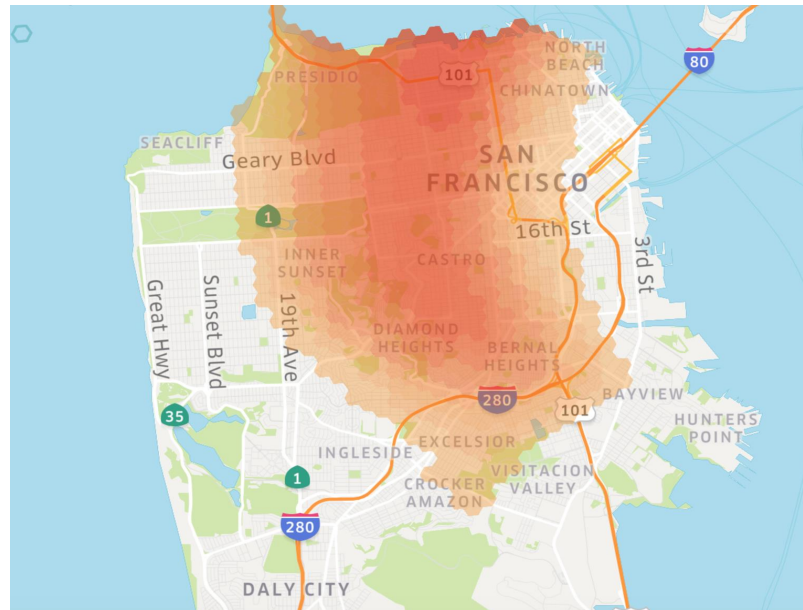 NORTH
BEACH
80
PRESIDIO
101
CHINATOWN
SEACLIFF
Geary Blvd
SAN
FRANCISCO
1
16th St
INNER
SUNSET
CASTRO
3rd St
Great Hwy
Sunset Blvd
19th Ave
DIAMOND
HEIGHTS
BERNAL
HEIGHTS
280
BAYVIEW
101
35
HUNTERS
POINT
EXCELSIOR
INGLESIDE
1
VISITACION
VALLEY
CROCKER
AMAZON
280
DALY CITY